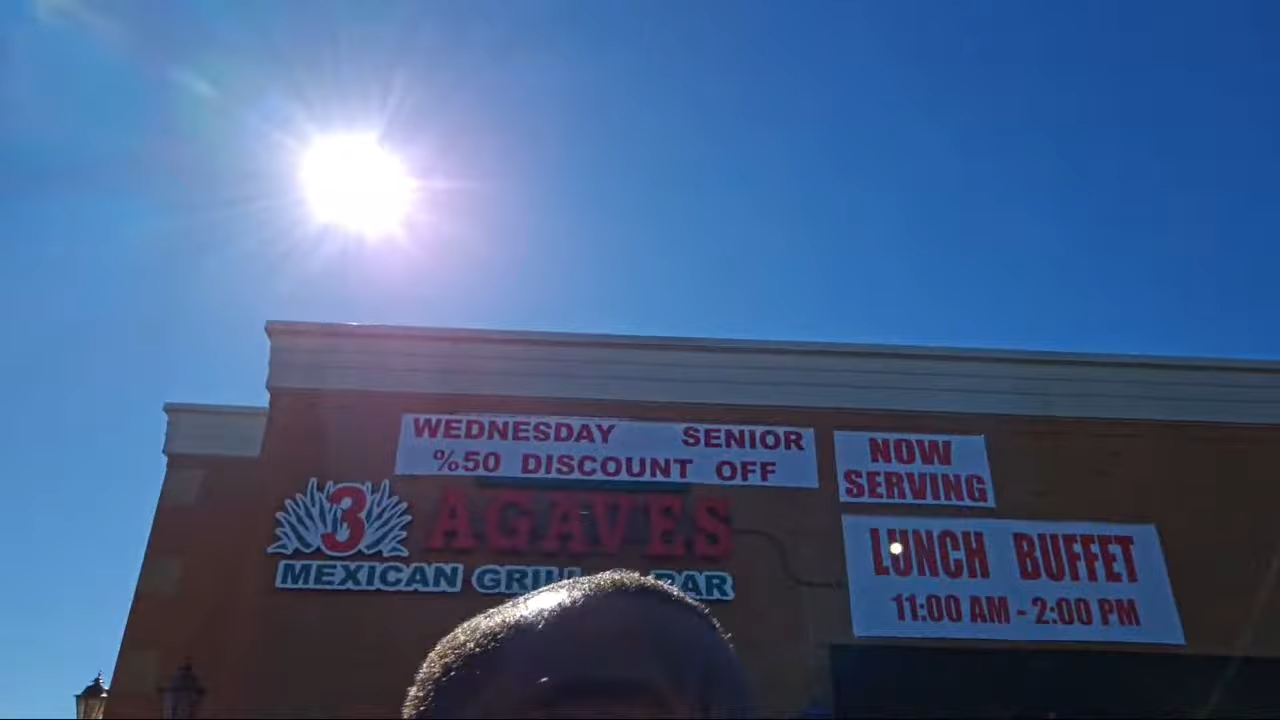 WEDNESDAY SENIOR
%50 DISCOUNT OFF
NOW
SERVING
3 AGAVES
MEXICAN GRILL BAR
LUNCH BUFFET
11:00 AM - 2:00 PM